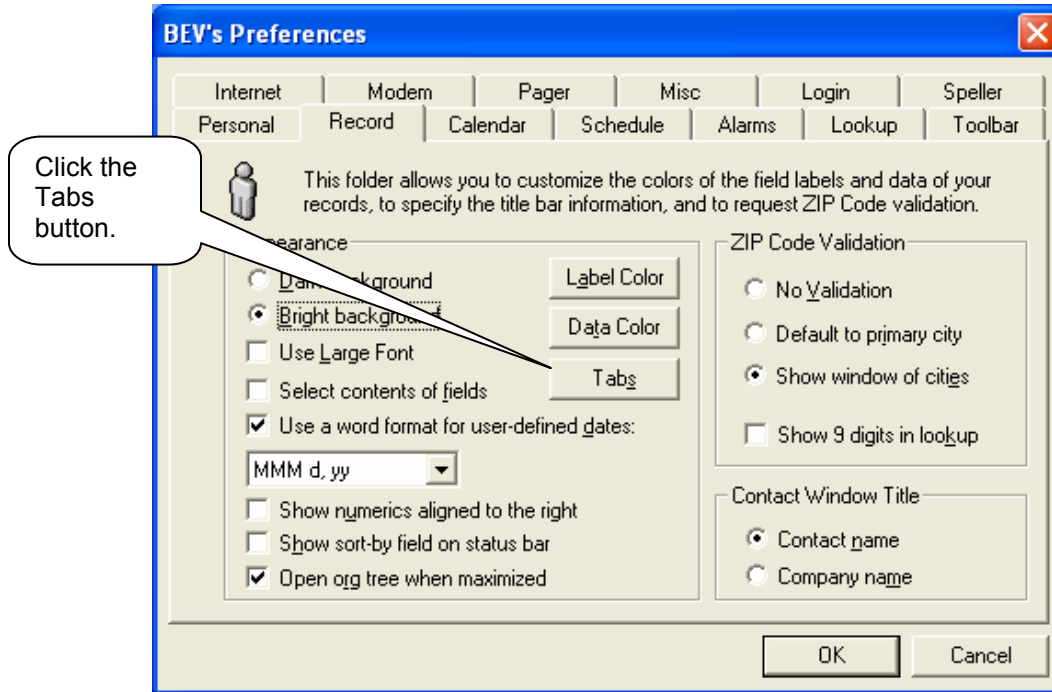 BEV's Preferences
Internet Modem Pager Misc Login Speller
Personal Record Calendar Schedule Alarms Lookup Toolbar
Click the
Tabs
button.
This folder allows you to customize the colors of the field labels and data of your
records, to specify the title bar information, and to request ZIP Code validation.
Appearance
Dark background
Bright background
Use Large Font
Select contents of fields
Use a word format for user-defined dates:
MMM d, yy
Show numerics aligned to the right
Show sort-by field on status bar
Open org tree when maximized
Label Color
Data Color
Tabs
ZIP Code Validation
No Validation
Default to primary city
Show window of cities
Show 9 digits in lookup
Contact Window Title
Contact name
Company name
OK Cancel